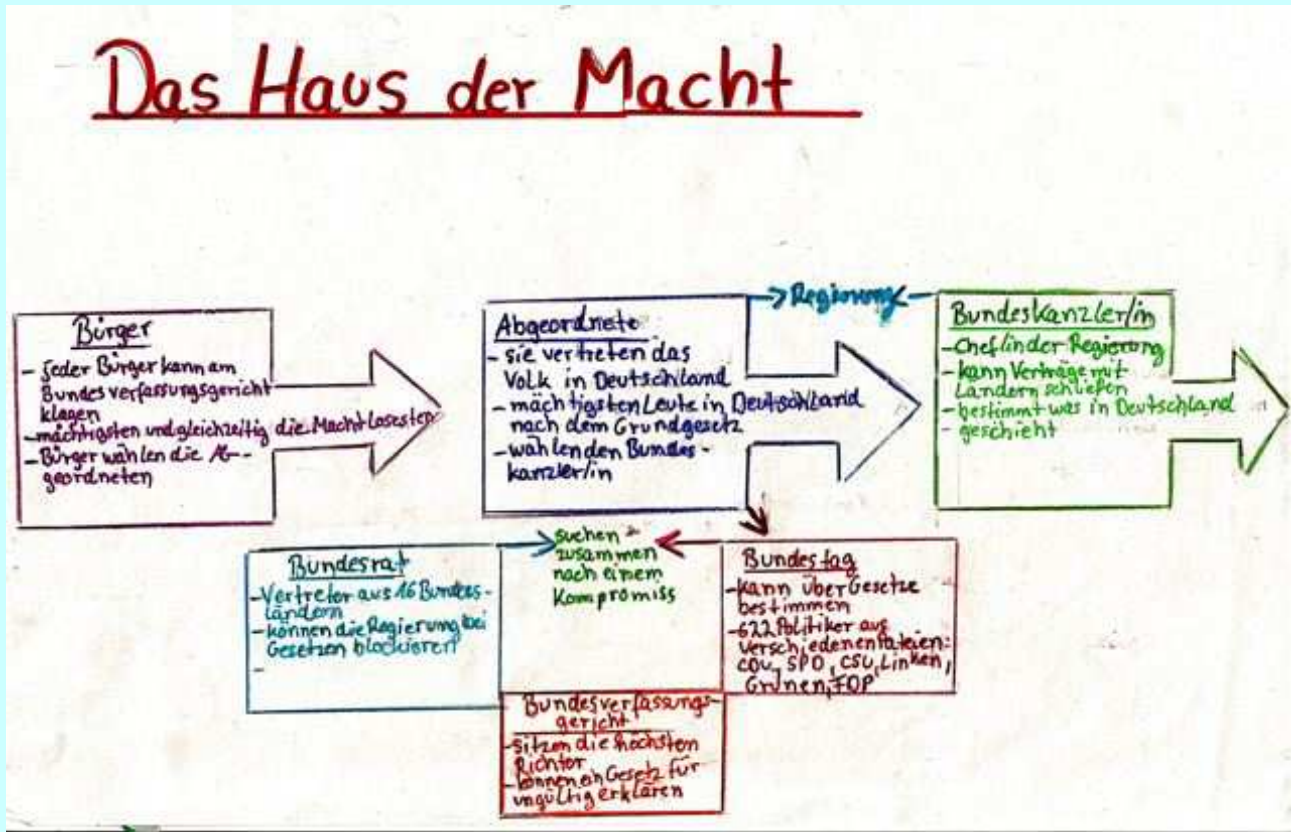 Das Haus der Macht
Bürger
- jeder Bürger kann am
Bundesverfassungsgericht
klagen
- mächtigsten und gleichzeitig die Machtlosesten
- Bürger wählen die Ab-
geordneten
Abgeordnete
- sie vertreten das
Volk in Deutschland
- mächtigsten Leute in Deutschland
nach dem Grundgesetz
- wählen den Bundes-
kanzler/in
Regierung
Bundeskanzler/in
- Chef/in der Regierung
- kann Verträge mit
Ländern schließen
- bestimmt was in Deutschland
geschieht
Bundesrat
- Vertreter aus 16 Bundes-
ländern
- können die Regierung bei
Gesetzen blockieren
-
suchen
zusammen
nach einem
Kompromiss
Bundestag
- kann über Gesetze
bestimmen
- 622 Politiker aus
verschiedenen Pateien:
CDU, SPD, CSU, Linken,
Grünen, FDP
Bundesverfassungs-
gericht
- sitzen die höchsten
Richter
- können ein Gesetz für
ungültig erklären